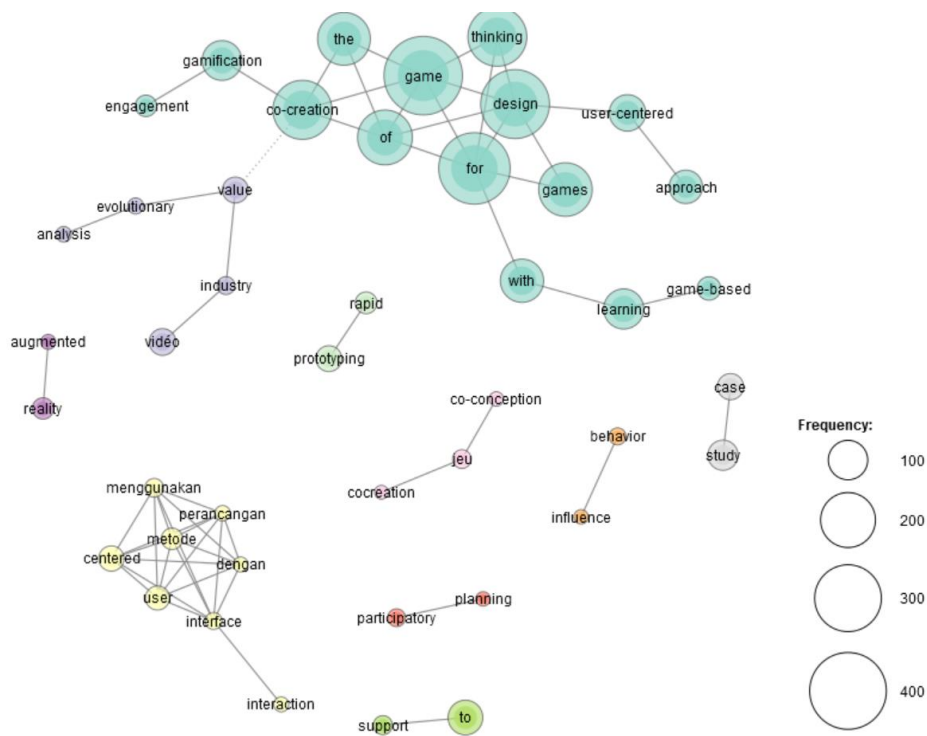 the
thinking
gamification
game
engagement
co-creation
design
user-centered
of
for
value
games
approach
evolutionary
analysis
with
industry
game-based
rapid
learning
augmented
vidéo
prototyping
case
co-conception
reality
Frequency:
behavior
study
100
jeu
menggunakan
cocreation
perancangan
influence
200
metode
centered
dengan
user
planning
300
interface
participatory
400
interaction
to
support